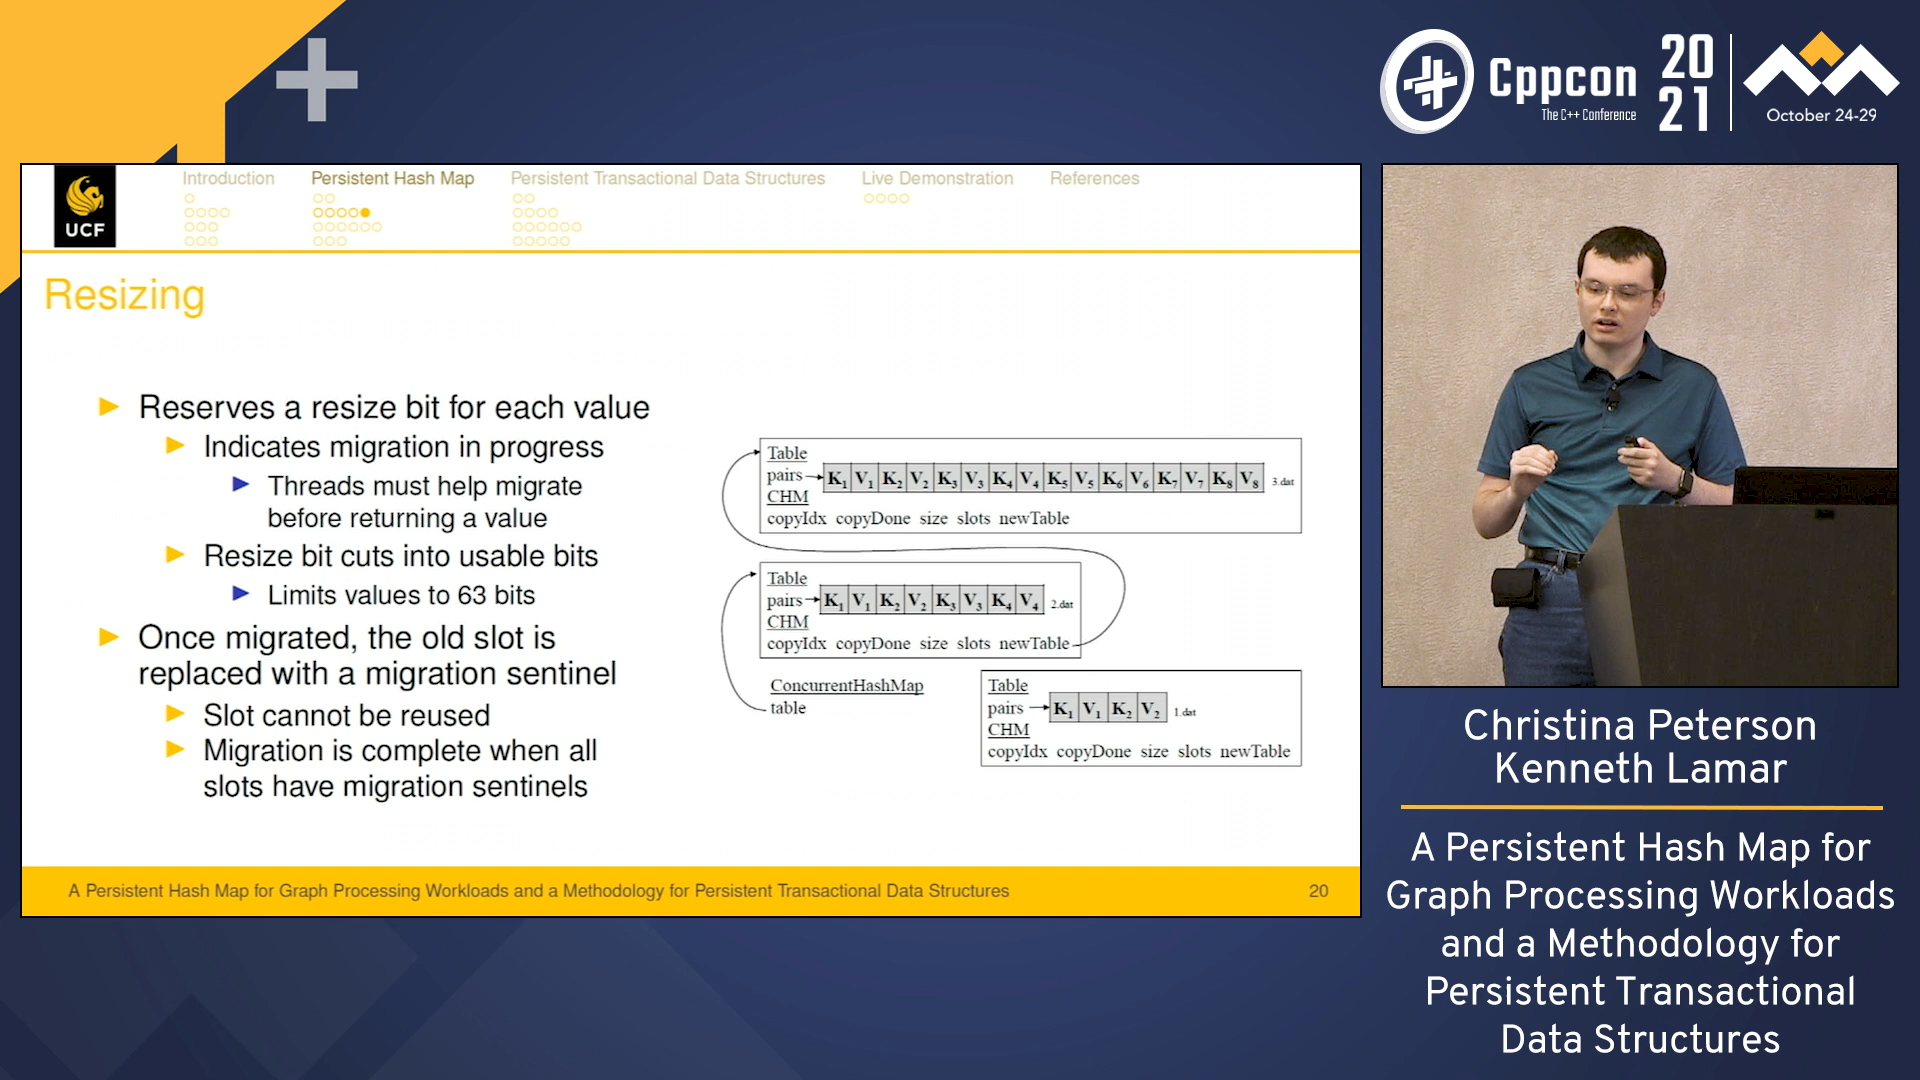 Cppcon
The C++ Conference
20
21
October 24-29
UCF
Introduction
Persistent Hash Map
Persistent Transactional Data Structures
Live Demonstration
References
Resizing
Reserves a resize bit for each value
Indicates migration in progress
Threads must help migrate
before returning a value
Resize bit cuts into usable bits
Limits values to 63 bits
Once migrated, the old slot is
replaced with a migration sentinel
Slot cannot be reused
Migration is complete when all
slots have migration sentinels
Table
pairs K1 V1 K2 V2 K3 V3 K4 V4 K5 V5 K6 V6 K7 V7 K8 V8 3.dat
CHM
copyIdx copyDone size slots newTable
Table
pairs K1 V1 K2 V2 K3 V3 K4 V4 2.dat
CHM
copyIdx copyDone size slots newTable
ConcurrentHashMap
table
Table
pairs K1 V1 K2 V2 1.dat
CHM
copyIdx copyDone size slots newTable
A Persistent Hash Map for Graph Processing Workloads and a Methodology for Persistent Transactional Data Structures
20
Christina Peterson
Kenneth Lamar
A Persistent Hash Map for
Graph Processing Workloads
and a Methodology for
Persistent Transactional
Data Structures